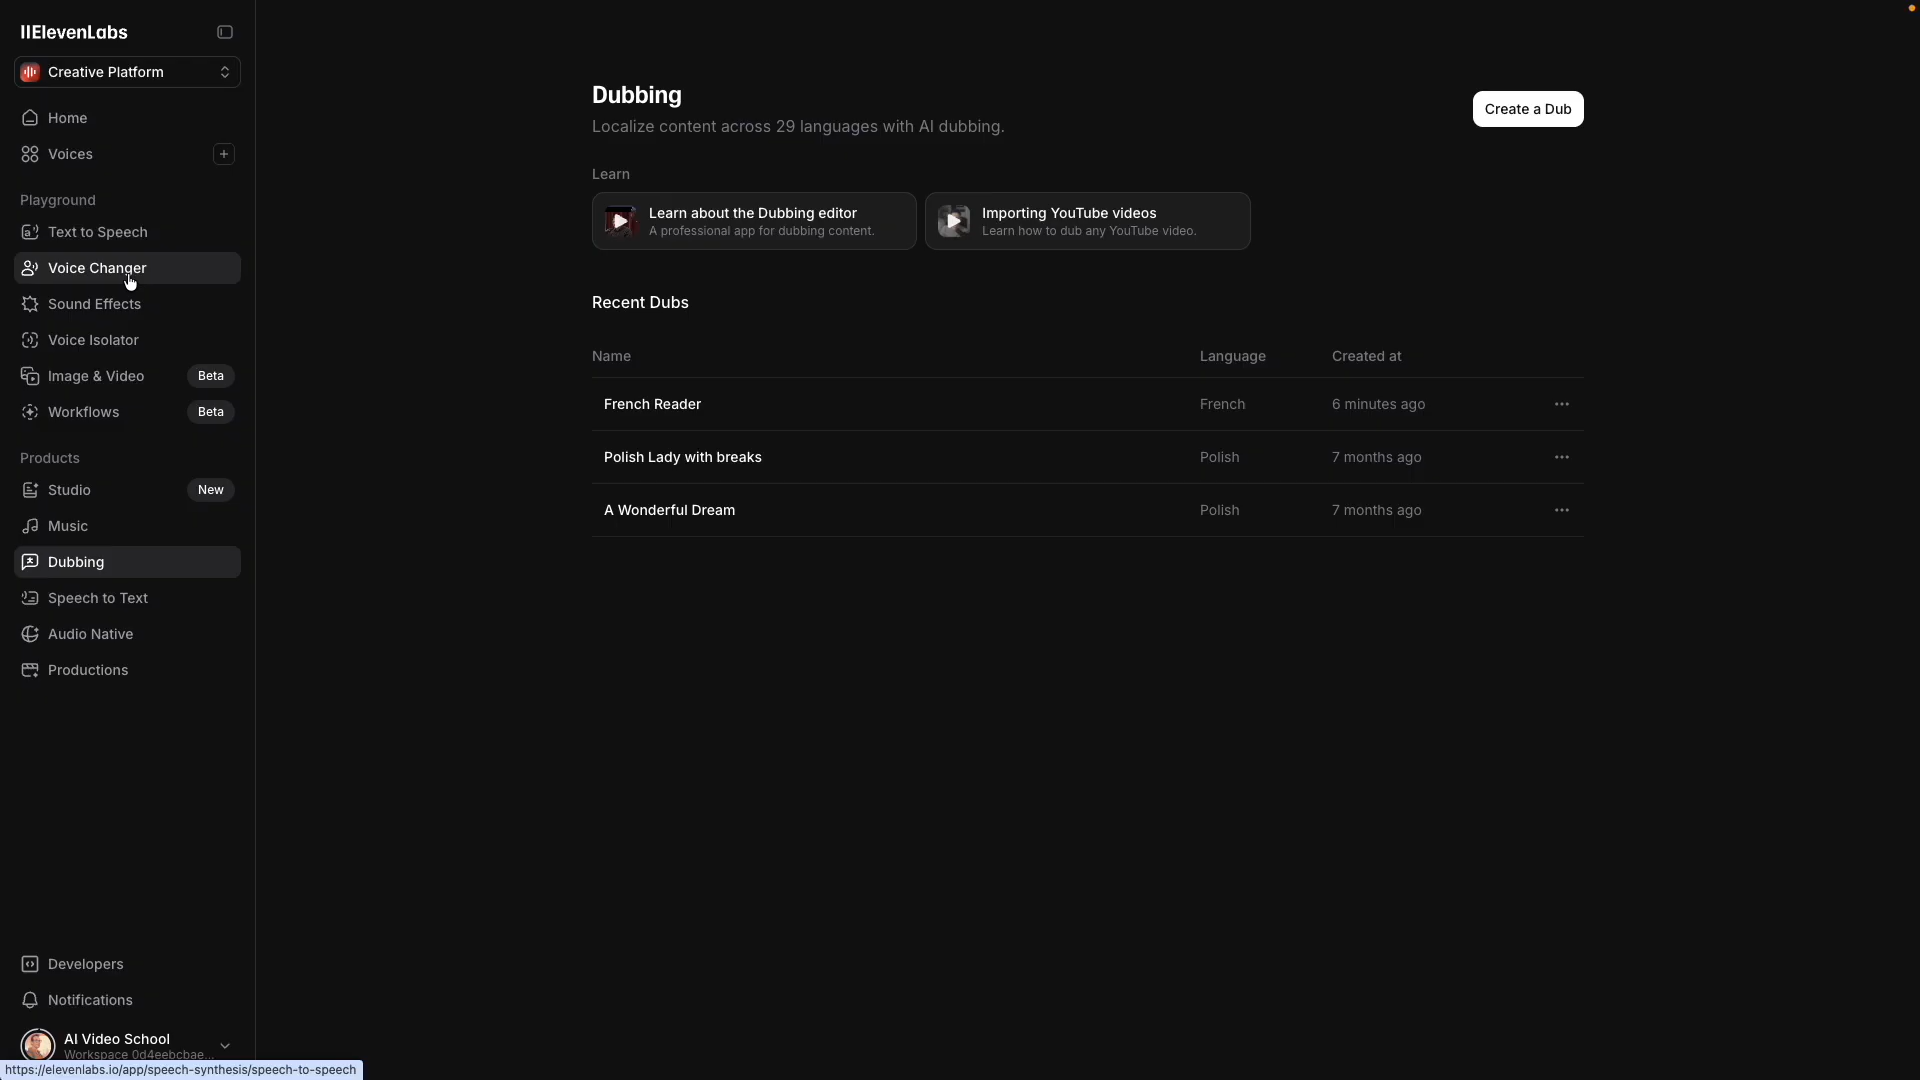 IIElevenLabs
Creative Platform
Home
Voices
Playground
Text to Speech
Voice Changer
Sound Effects
Voice Isolator
Image & Video Beta
Workflows Beta
Products
Studio New
Music
Dubbing
Speech to Text
Audio Native
Productions
Developers
Notifications
AI Video School
Workspace 0d4eebcbae...
https://elevenlabs.io/app/speech-synthesis/speech-to-speech
Dubbing
Localize content across 29 languages with AI dubbing.
Create a Dub
Learn
Learn about the Dubbing editor
A professional app for dubbing content.
Importing YouTube videos
Learn how to dub any YouTube video.
Recent Dubs
Name Language Created at
French Reader French 6 minutes ago
Polish Lady with breaks Polish 7 months ago
A Wonderful Dream Polish 7 months ago